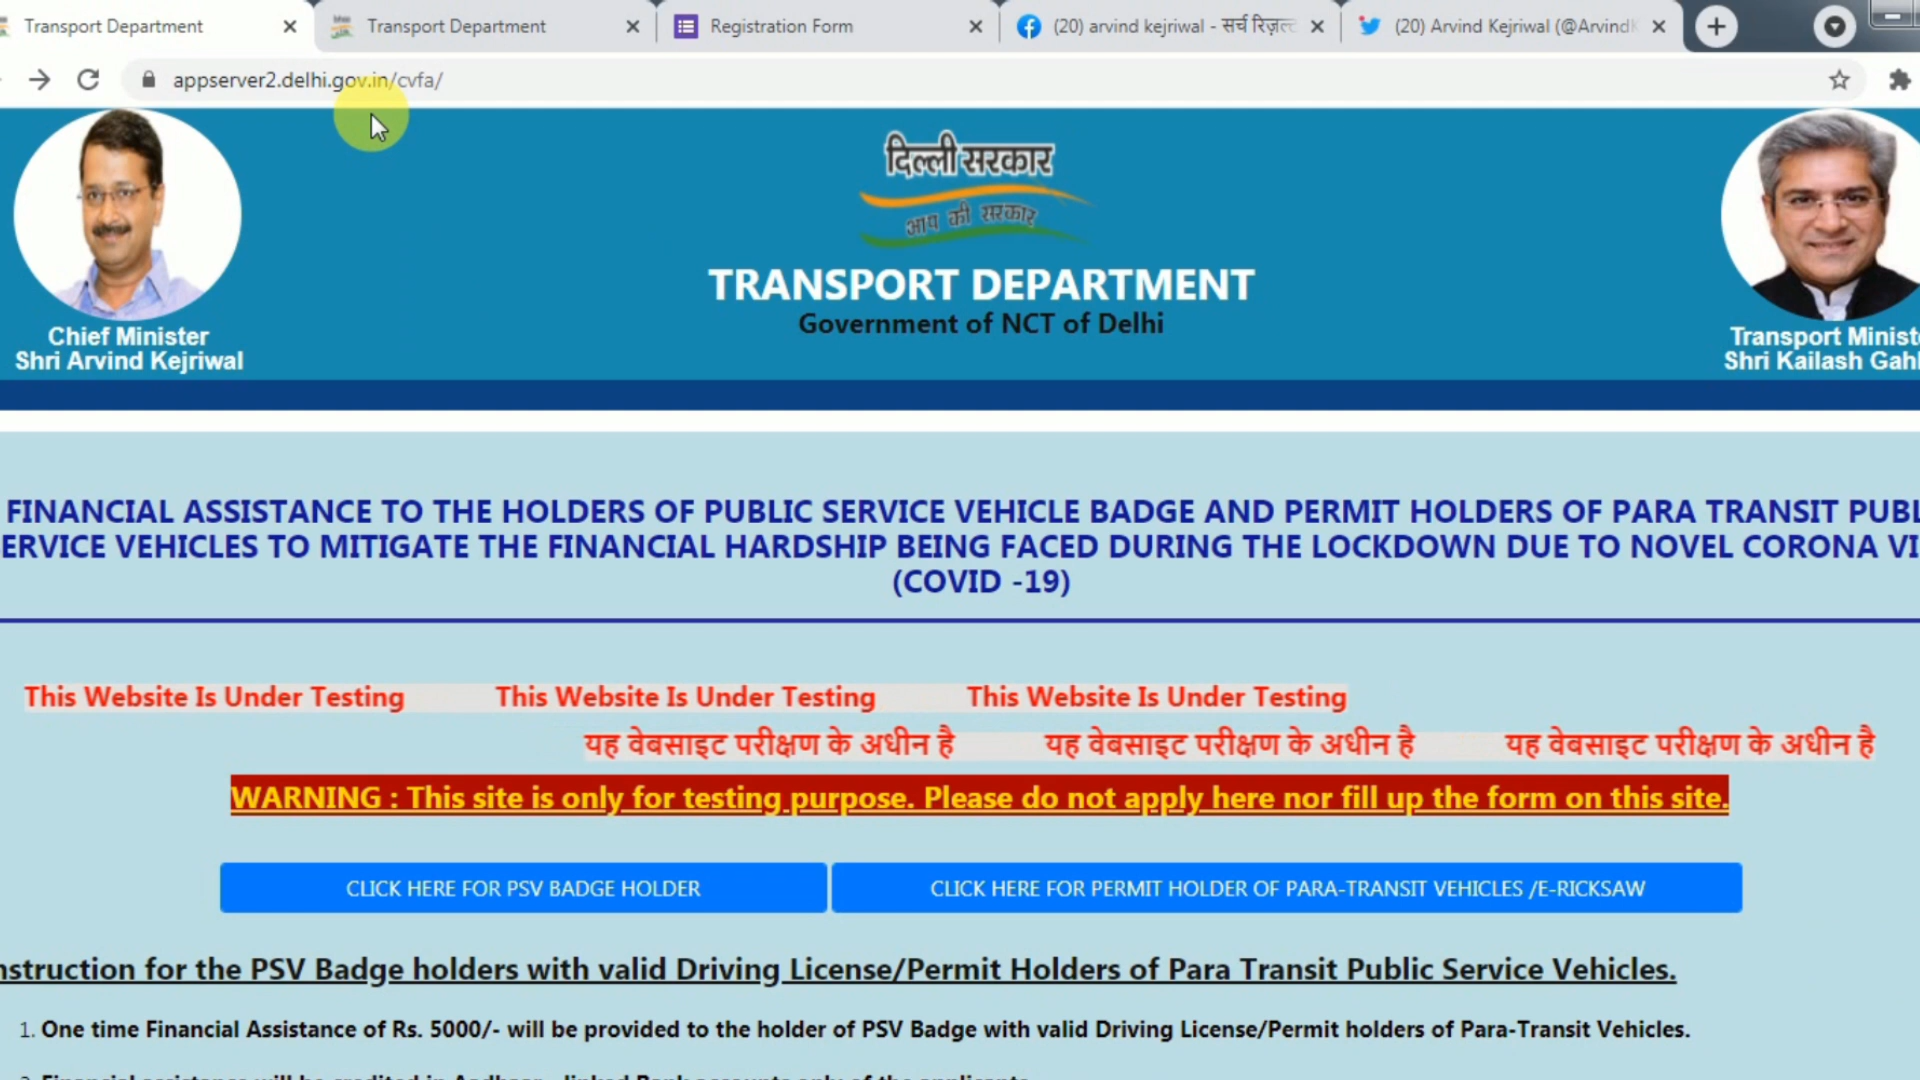 Transport Department
Transport Department
Registration Form
(20) arvind kejriwal - सर्च रिज़ल्ट
(20) Arvind Kejriwal (@Arvind
appserver2.delhi.gov.in/cvfa/
दिल्ली सरकार
आप की सरकार
TRANSPORT DEPARTMENT
Government of NCT of Delhi
Chief Minister
Shri Arvind Kejriwal
Transport Ministe
Shri Kailash Gahl
FINANCIAL ASSISTANCE TO THE HOLDERS OF PUBLIC SERVICE VEHICLE BADGE AND PERMIT HOLDERS OF PARA TRANSIT PUBL
ERVICE VEHICLES TO MITIGATE THE FINANCIAL HARDSHIP BEING FACED DURING THE LOCKDOWN DUE TO NOVEL CORONA VI
(COVID -19)
This Website Is Under Testing This Website Is Under Testing This Website Is Under Testing
यह वेबसाइट परीक्षण के अधीन है यह वेबसाइट परीक्षण के अधीन है यह वेबसाइट परीक्षण के अधीन है
WARNING : This site is only for testing purpose. Please do not apply here nor fill up the form on this site.
CLICK HERE FOR PSV BADGE HOLDER
CLICK HERE FOR PERMIT HOLDER OF PARA-TRANSIT VEHICLES /E-RICKSAW
nstruction for the PSV Badge holders with valid Driving License/Permit Holders of Para Transit Public Service Vehicles.
1. One time Financial Assistance of Rs. 5000/- will be provided to the holder of PSV Badge with valid Driving License/Permit holders of Para-Transit Vehicles.